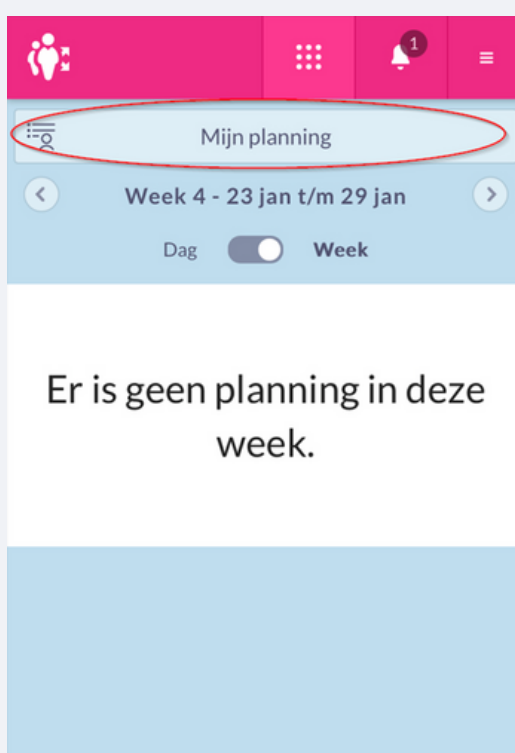 1
Mijn planning
Week 4 - 23 jan t/m 29 jan
Dag Week
Er is geen planning in deze
week.